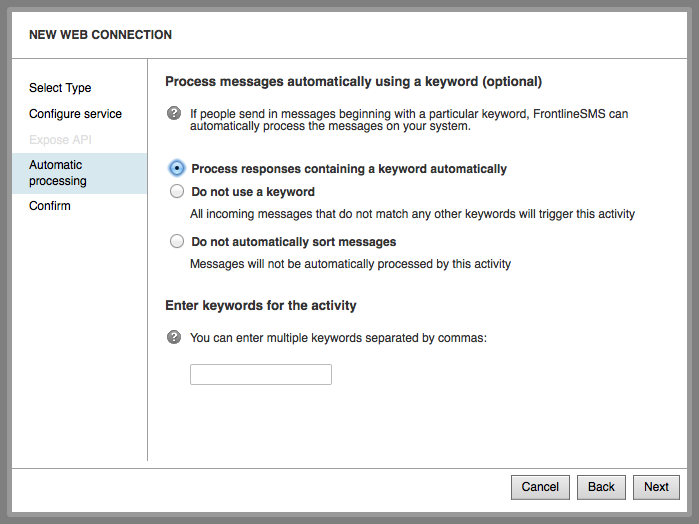 NEW WEB CONNECTION
Select Type
Configure service
Expose API
Automatic
processing
Confirm
Process messages automatically using a keyword (optional)
? If people send in messages beginning with a particular keyword, FrontlineSMS can
automatically process the messages on your system.
Process responses containing a keyword automatically
Do not use a keyword
All incoming messages that do not match any other keywords will trigger this activity
Do not automatically sort messages
Messages will not be automatically processed by this activity
Enter keywords for the activity
? You can enter multiple keywords separated by commas:
Cancel Back Next